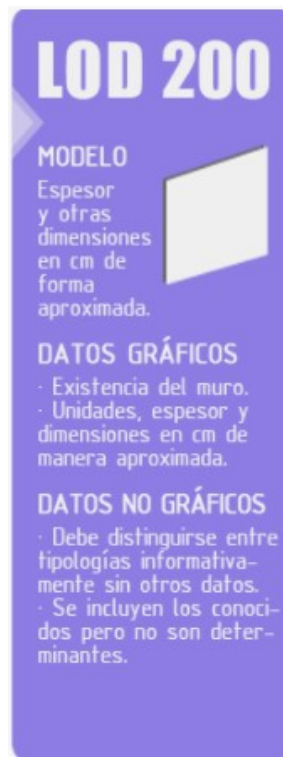 LOD 200
MODELO
Espesor
y otras
dimensiones
en cm de
forma
aproximada.
DATOS GRÁFICOS
· Existencia del muro.
· Unidades, espesor y
dimensiones en cm de
manera aproximada.
DATOS NO GRÁFICOS
· Debe distinguirse entre
tipologías informativa-
mente sin otros datos.
· Se incluyen los conoci-
dos pero no son deter-
minantes.